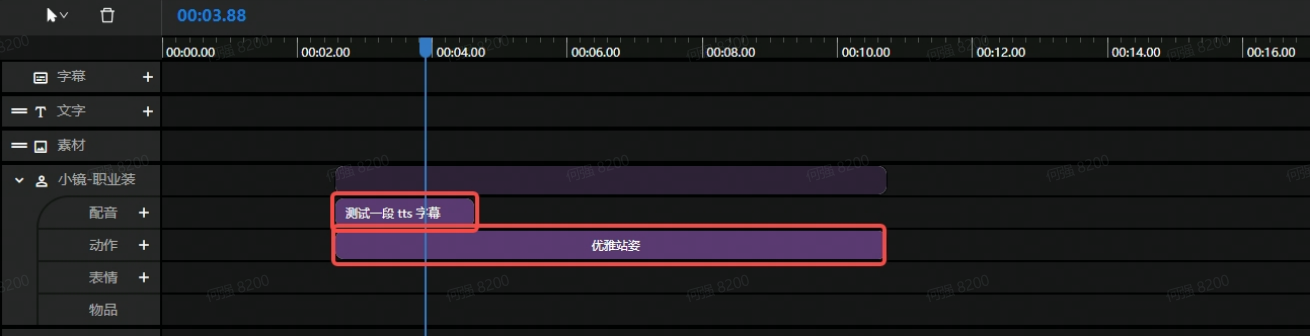 00:03.88
00:00.00 00:02.00 00:04.00 00:06.00 00:08.00 00:10.00 00:12.00 00:14.00 00:16.00
字幕 +
T 文字 +
素材
小镜-职业装
配音 + 测试一段 tts 字幕
动作 + 优雅站姿
表情 +
物品